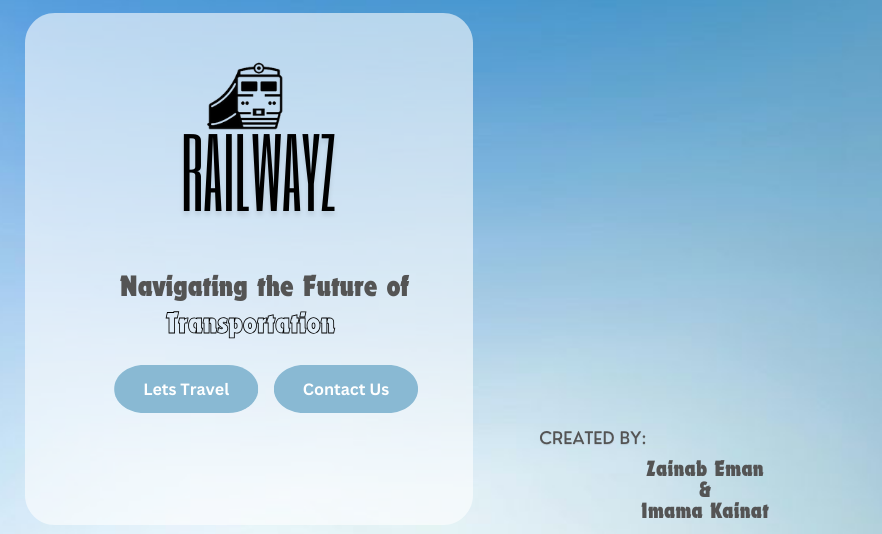 RAILWAYZ
Navigating the Future of
Transportation
Lets Travel
Contact Us
CREATED BY:
Zainab Eman
&
Imama Kainat